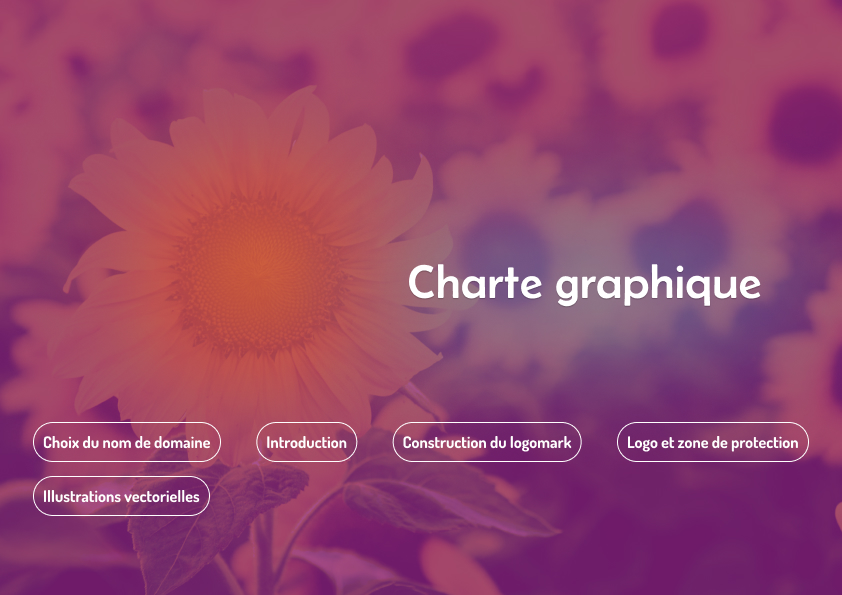 Charte graphique
Choix du nom de domaine
Introduction
Construction du logomark
Logo et zone de protection
Illustrations vectorielles